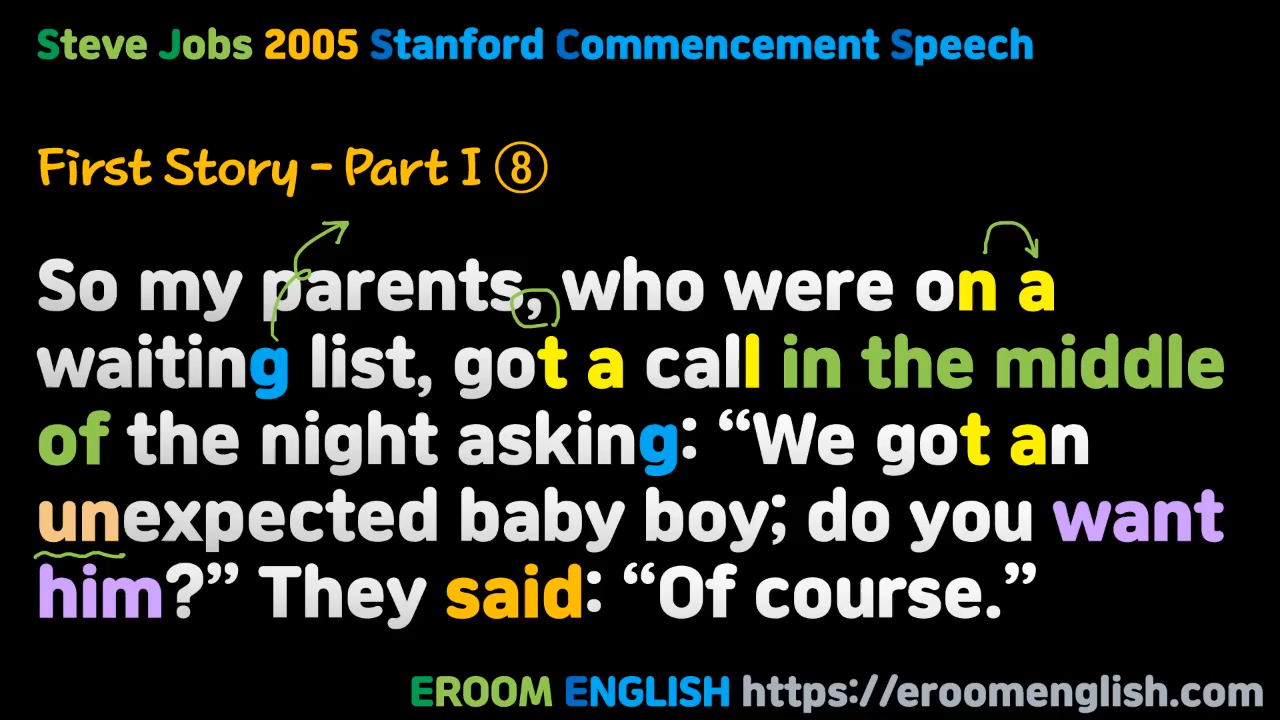 Steve Jobs 2005 Stanford Commencement Speech
First Story - Part I ⑧
So my parents, who were on a
waiting list, got a call in the middle
of the night asking: “We got an
unexpected baby boy; do you want
him?” They said: “Of course.”
EROOM ENGLISH https://eroomenglish.com